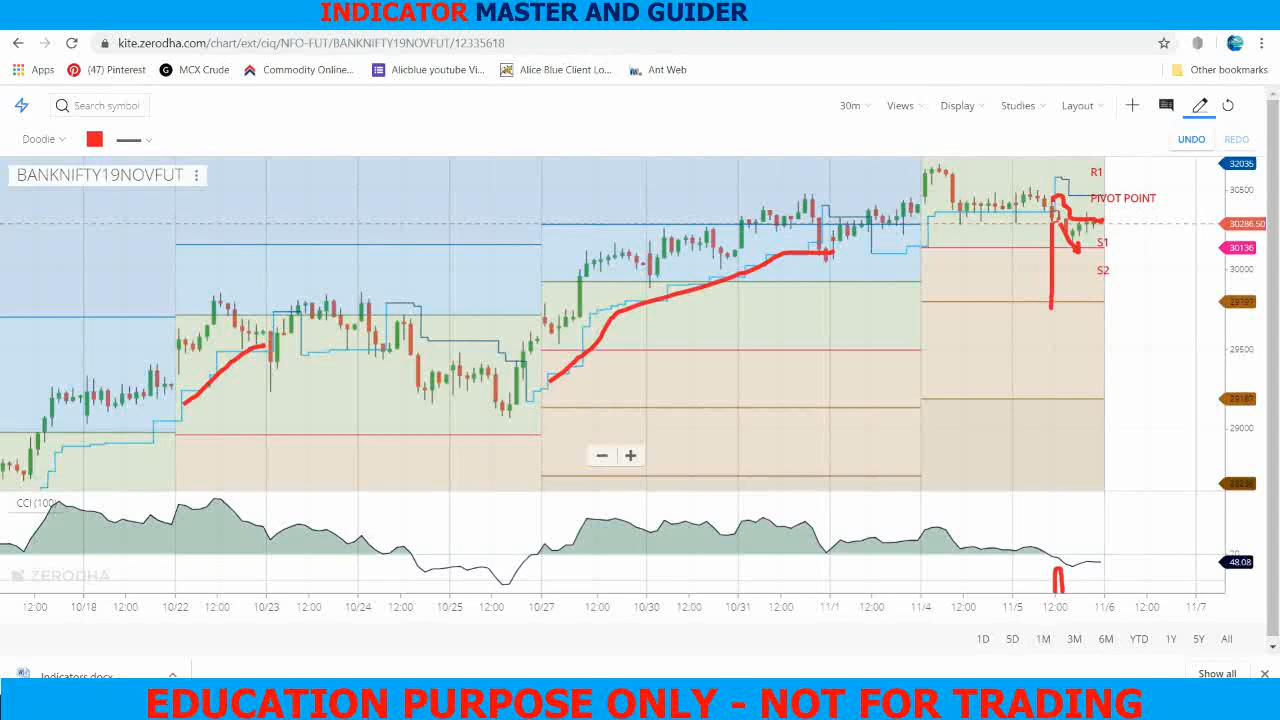 INDICATOR MASTER AND GUIDER
kite.zerodha.com/chart/ext/ciq/NFO-FUT/BANKNIFTY19NOVFUT/12335618
Apps (47) Pinterest MCX Crude Commodity Online... Alicblue youtube Vi... Alice Blue Client Lo... Ant Web Other bookmarks
Search symbol 30m Views Display Studies Layout
Doodle UNDO REDO
BANKNIFTY19NOVFUT
32035
R1
30500
PIVOT POINT
30286.50
S1
30136
S2
30000
29500
29187
29000
CCI (100)
48.08
ZERODHA
12:00 10/18 12:00 10/22 12:00 10/23 12:00 10/24 12:00 10/25 12:00 10/27 12:00 10/30 12:00 10/31 12:00 11/1 12:00 11/4 12:00 11/5 12:00 11/6 12:00 11/7
1D 5D 1M 3M 6M YTD 1Y 5Y All
Indicators.docx Show all
EDUCATION PURPOSE ONLY - NOT FOR TRADING